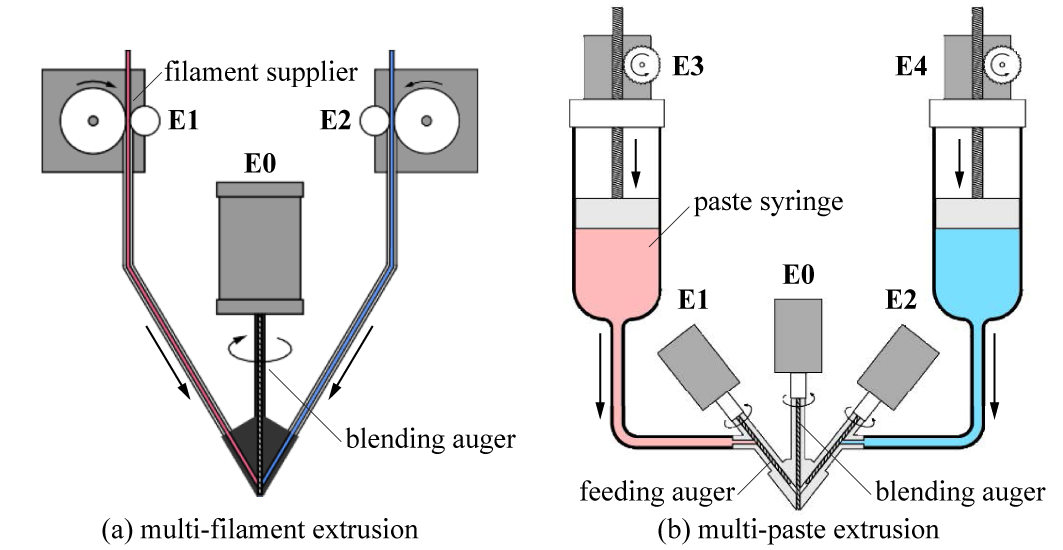 filament supplier
E1
E2
E0
blending auger
(a) multi-filament extrusion
E3
E4
paste syringe
E1
E0
E2
feeding auger
blending auger
(b) multi-paste extrusion